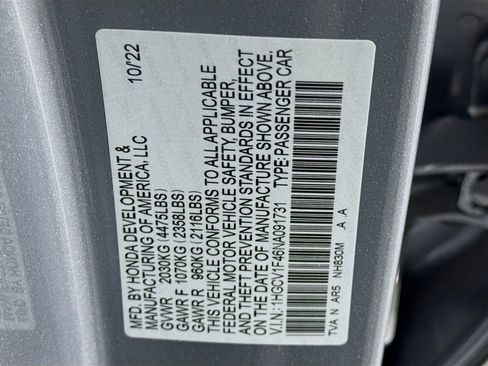 MFD. BY HONDA DEVELOPMENT & 10/22
MANUFACTURING OF AMERICA, LLC
GVWR 2030KG (4475LBS)
GAWR F 1070KG (2358LBS)
GAWR R 960KG (2116LBS)
THIS VEHICLE CONFORMS TO ALL APPLICABLE
FEDERAL MOTOR VEHICLE SAFETY, BUMPER,
AND THEFT PREVENTION STANDARDS IN EFFECT
ON THE DATE OF MANUFACTURE SHOWN ABOVE.
V.I.N.: 1HGCV1F46NA091731 TYPE:PASSENGER CAR
TVA N AR5 NH830M A A